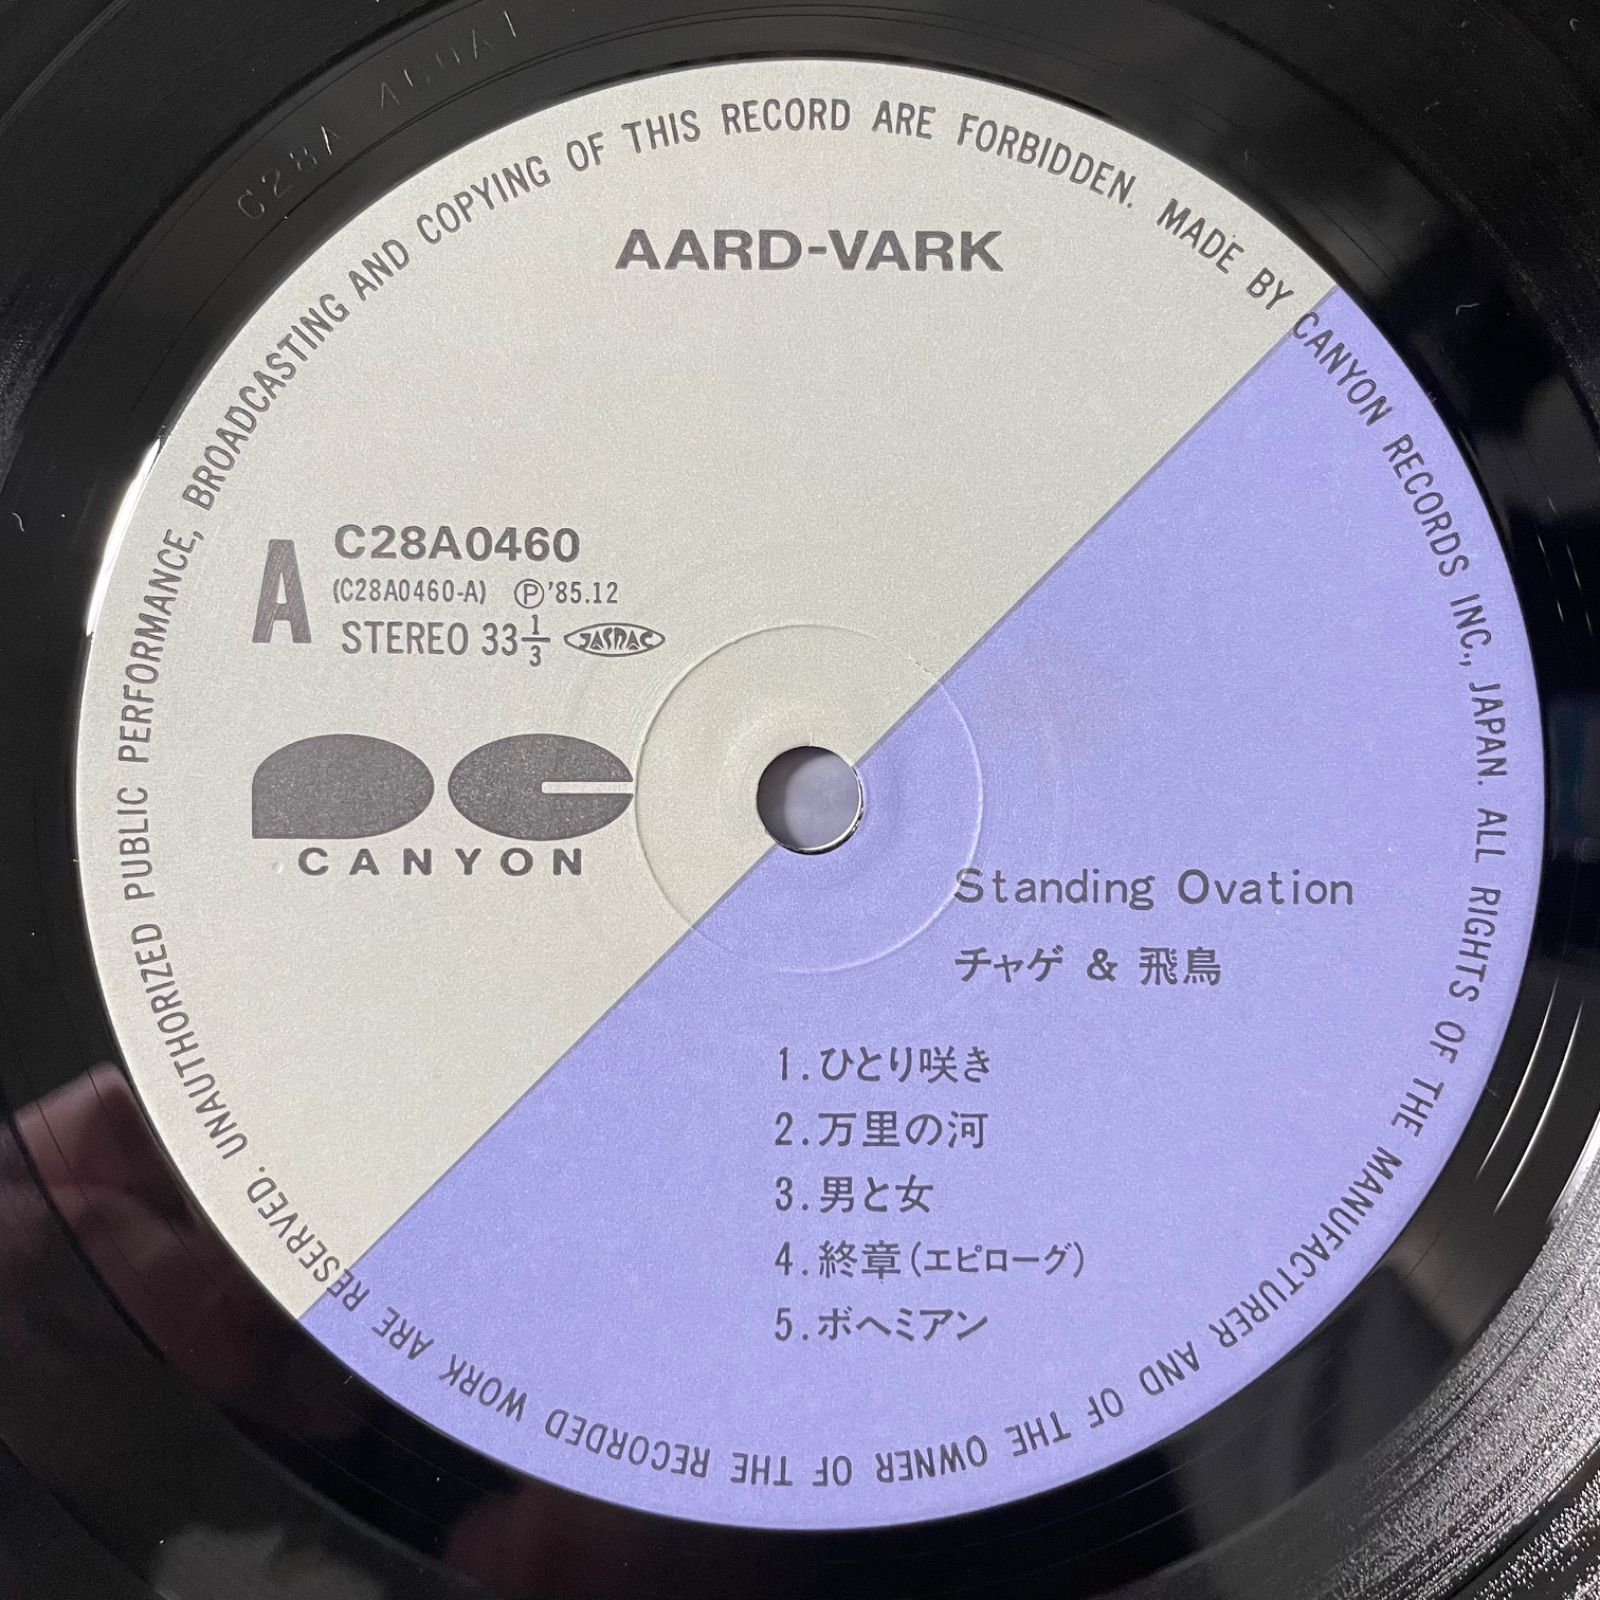 UNAUTHORIZED PUBLIC PERFORMANCE, BROADCASTING AND COPYING OF THIS RECORD ARE FORBIDDEN. MADE BY CANYON RECORDS INC., JAPAN. ALL RIGHTS OF THE MANUFACTURER AND OF THE OWNER OF THE RECORDED WORK ARE RESERVED.
AARD-VARK
A
C28A0460
(C28A0460-A) Ⓟ'85.12
STEREO 33 1/3 JASRAC
CANYON
Standing Ovation
チャゲ & 飛鳥
1.ひとり咲き
2.万里の河
3.男と女
4.終章(エピローグ)
5.ボヘミアン